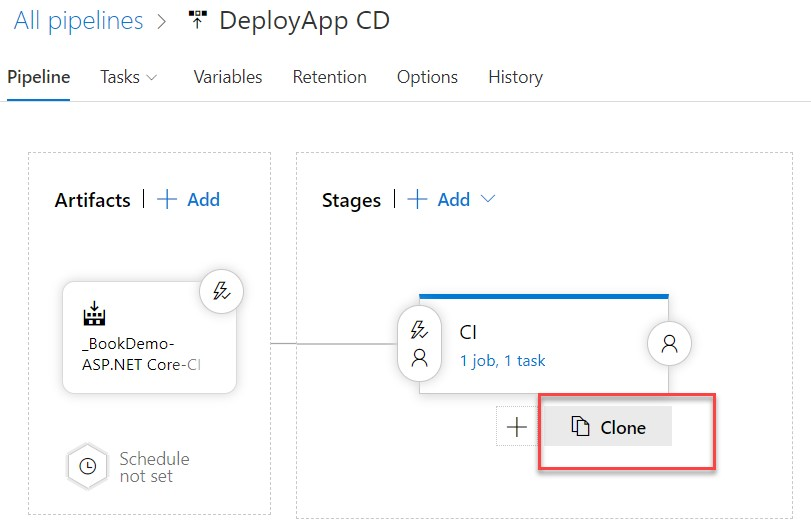 All pipelines > DeployApp CD
Pipeline Tasks Variables Retention Options History
Artifacts | + Add
Stages | + Add
_BookDemo-
ASP.NET Core-CI
CI
1 job, 1 task
+ Clone
Schedule
not set